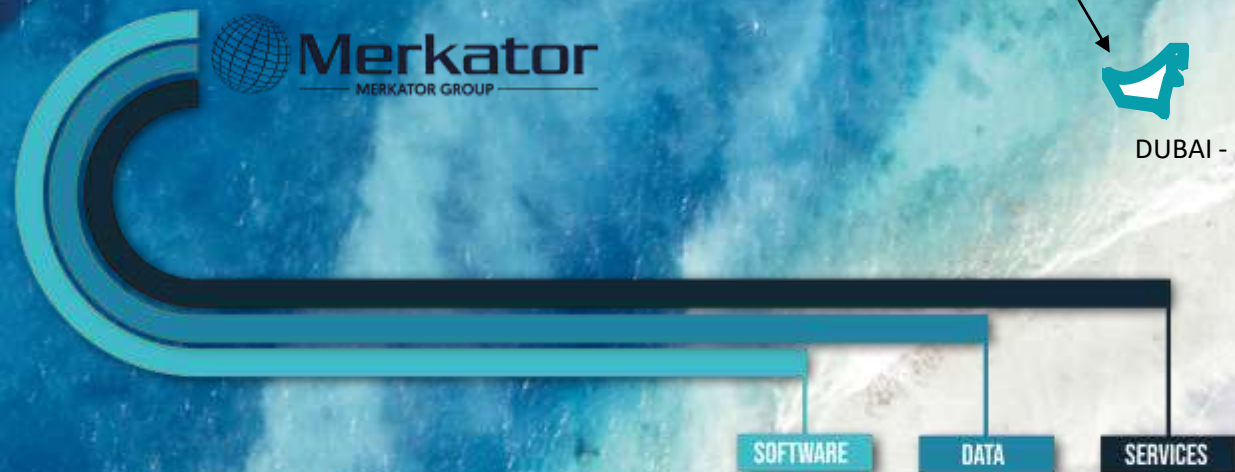 Merkator
MERKATOR GROUP
DUBAI -
SOFTWARE
DATA
SERVICES